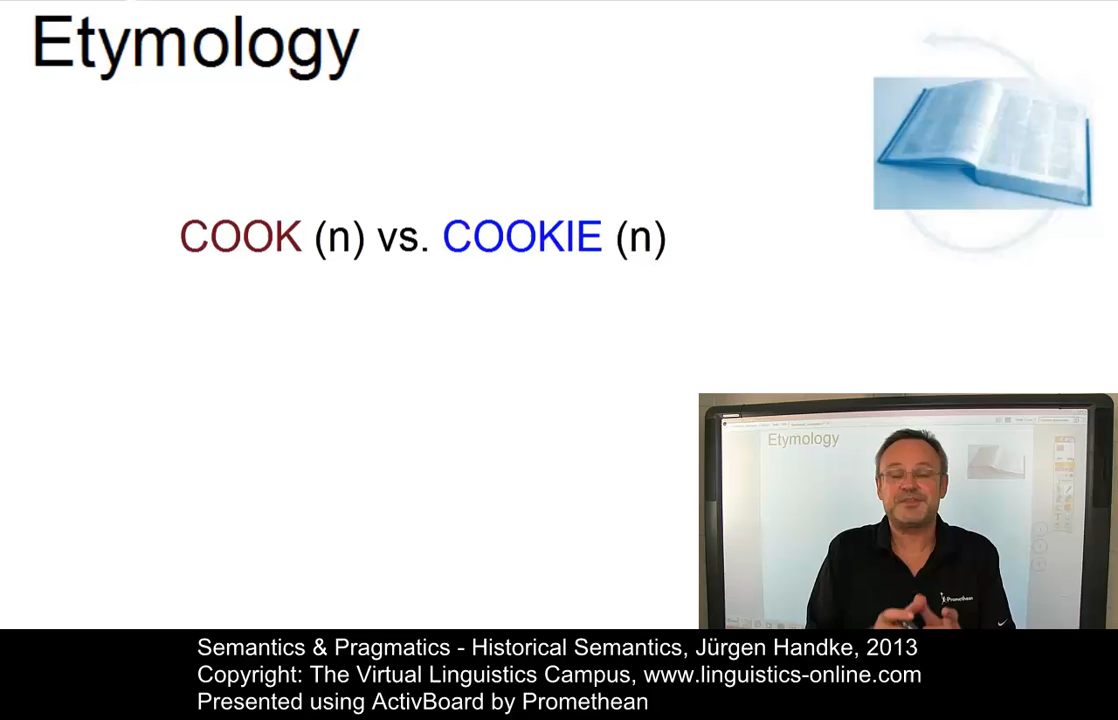 Etymology
COOK (n) vs. COOKIE (n)
Etymology
Promethean
Semantics & Pragmatics - Historical Semantics, Jürgen Handke, 2013
Copyright: The Virtual Linguistics Campus, www.linguistics-online.com
Presented using ActivBoard by Promethean